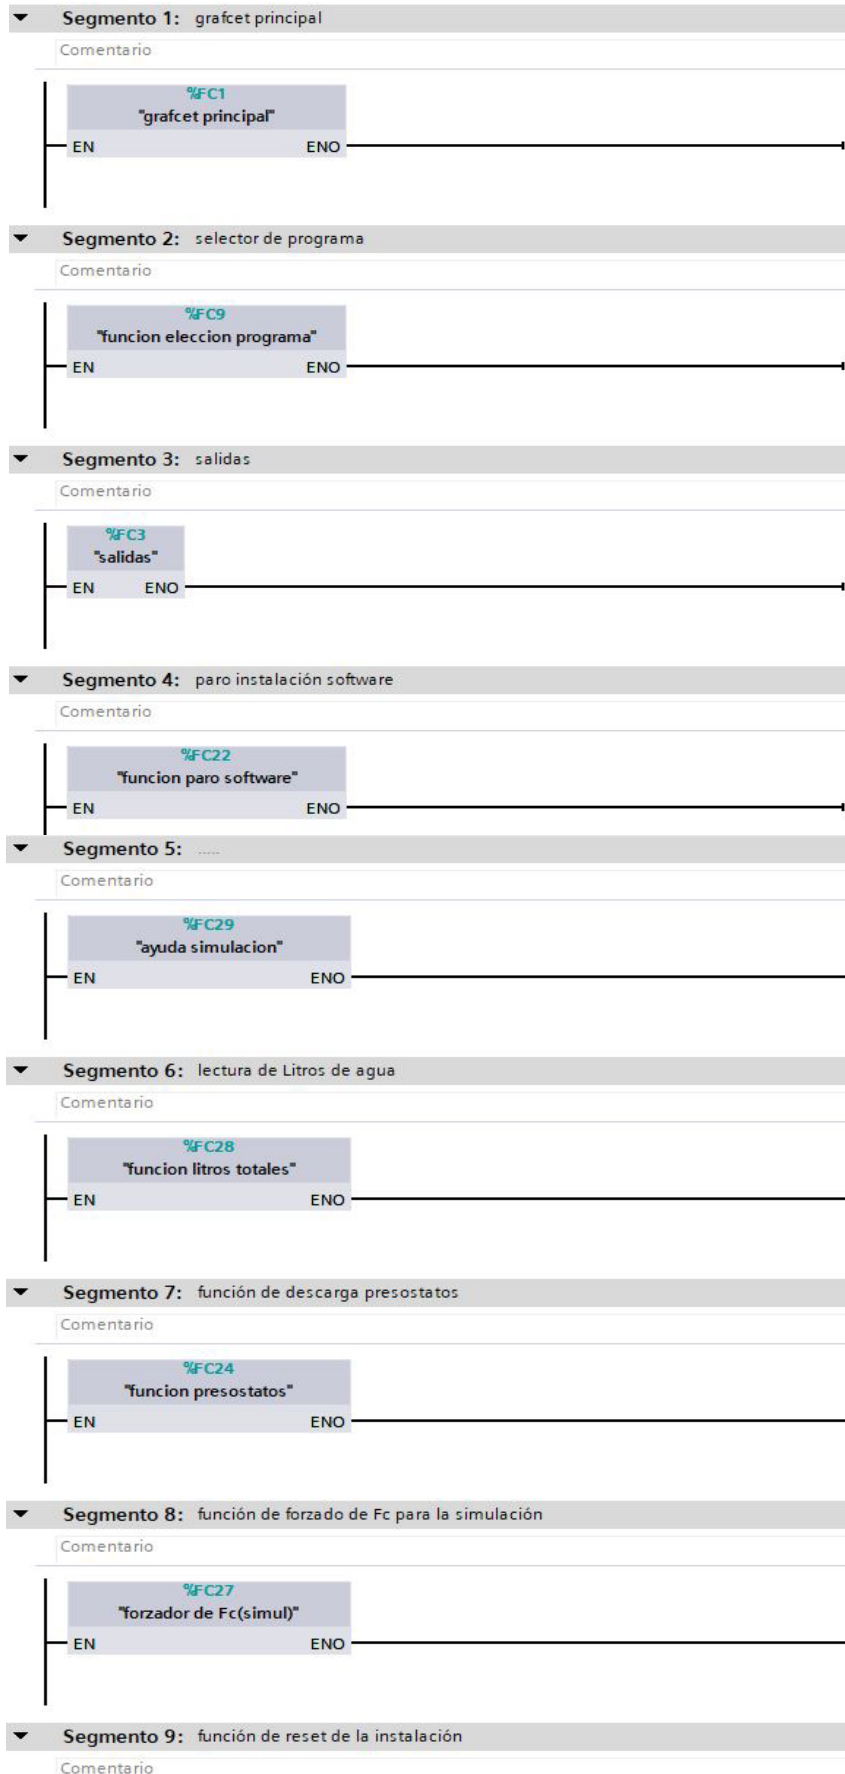 Segmento 1: grafcet principal
Comentario
%FC1
"grafcet principal"
EN ENO
Segmento 2: selector de programa
Comentario
%FC9
"funcion eleccion programa"
EN ENO
Segmento 3: salidas
Comentario
%FC3
"salidas"
EN ENO
Segmento 4: paro instalación software
Comentario
%FC22
"funcion paro software"
EN ENO
Segmento 5: .....
Comentario
%FC29
"ayuda simulacion"
EN ENO
Segmento 6: lectura de Litros de agua
Comentario
%FC28
"funcion litros totales"
EN ENO
Segmento 7: función de descarga presostatos
Comentario
%FC24
"funcion presostatos"
EN ENO
Segmento 8: función de forzado de Fc para la simulación
Comentario
%FC27
"forzador de Fc(simul)"
EN ENO
Segmento 9: función de reset de la instalación
Comentario